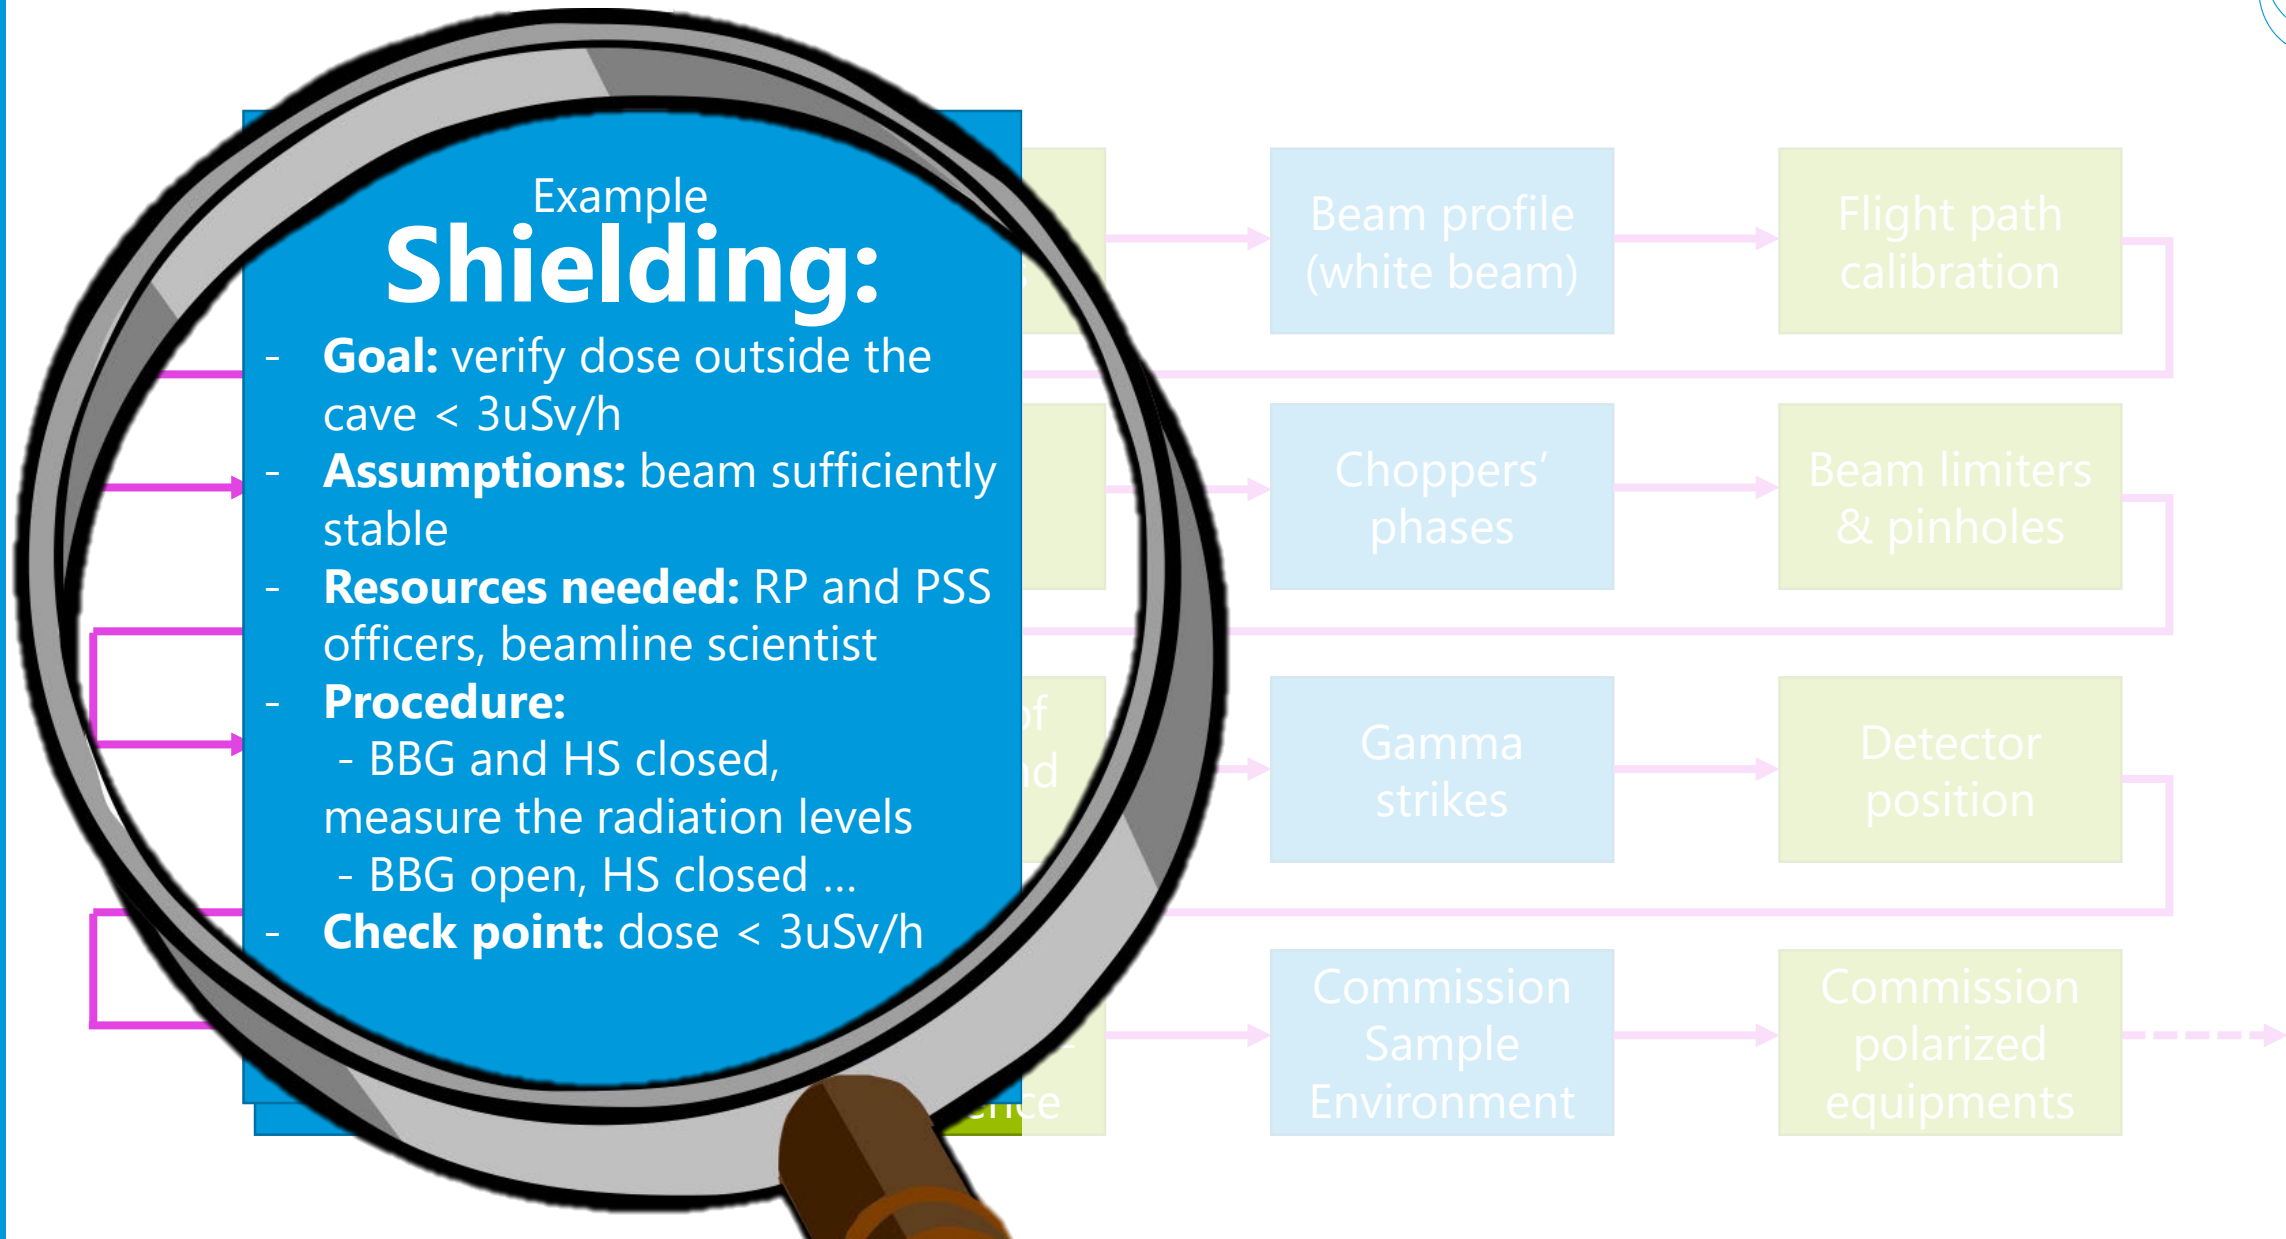 Example
Shielding:
- Goal: verify dose outside the
cave < 3uSv/h
- Assumptions: beam sufficiently
stable
- Resources needed: RP and PSS
officers, beamline scientist
- Procedure:
- BBG and HS closed,
measure the radiation levels
- BBG open, HS closed ...
- Check point: dose < 3uSv/h
Beam profile
(white beam)
Flight path
calibration
Choppers’
phases
Beam limiters
& pinholes
of
Gamma
strikes
Detector
position
Commission
Sample
Environment
Commission
polarized
equipments